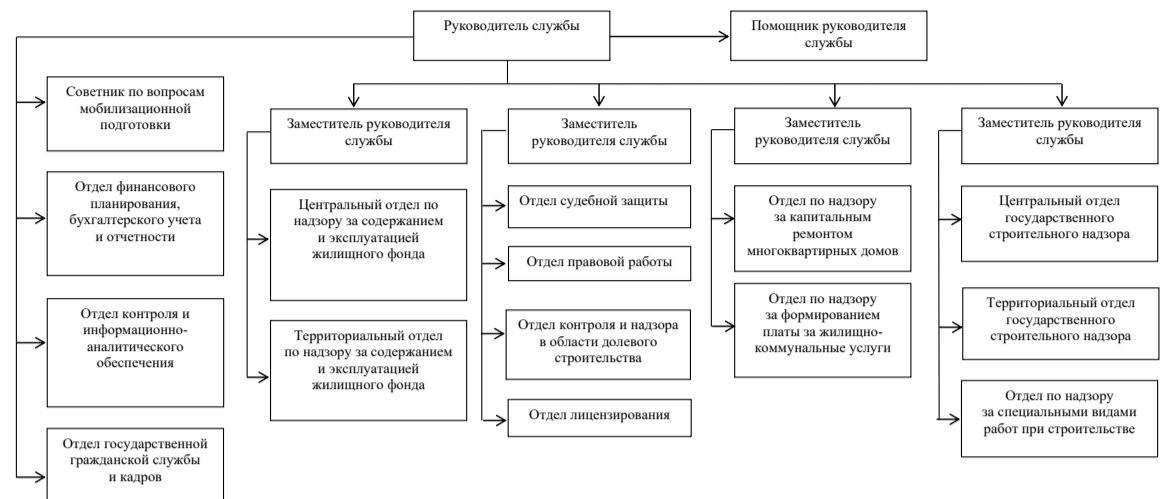 Руководитель службы
Помощник руководителя
службы
Советник по вопросам
мобилизационной
подготовки
Отдел финансового
планирования,
бухгалтерского учета
и отчетности
Отдел контроля и
информационно-
аналитического
обеспечения
Отдел государственной
гражданской службы
и кадров
Заместитель руководителя
службы
Центральный отдел по
надзору за содержанием
и эксплуатацией
жилищного фонда
Территориальный отдел
по надзору за содержанием
и эксплуатацией
жилищного фонда
Заместитель
руководителя службы
Отдел судебной защиты
Отдел правовой работы
Отдел контроля и надзора
в области долевого
строительства
Отдел лицензирования
Заместитель
руководителя службы
Отдел по надзору
за капитальным
ремонтом
многоквартирных домов
Отдел по надзору
за формированием
платы за жилищно-
коммунальные услуги
Заместитель руководителя
службы
Центральный отдел
государственного
строительного надзора
Территориальный отдел
государственного
строительного надзора
Отдел по надзору
за специальными видами
работ при строительстве